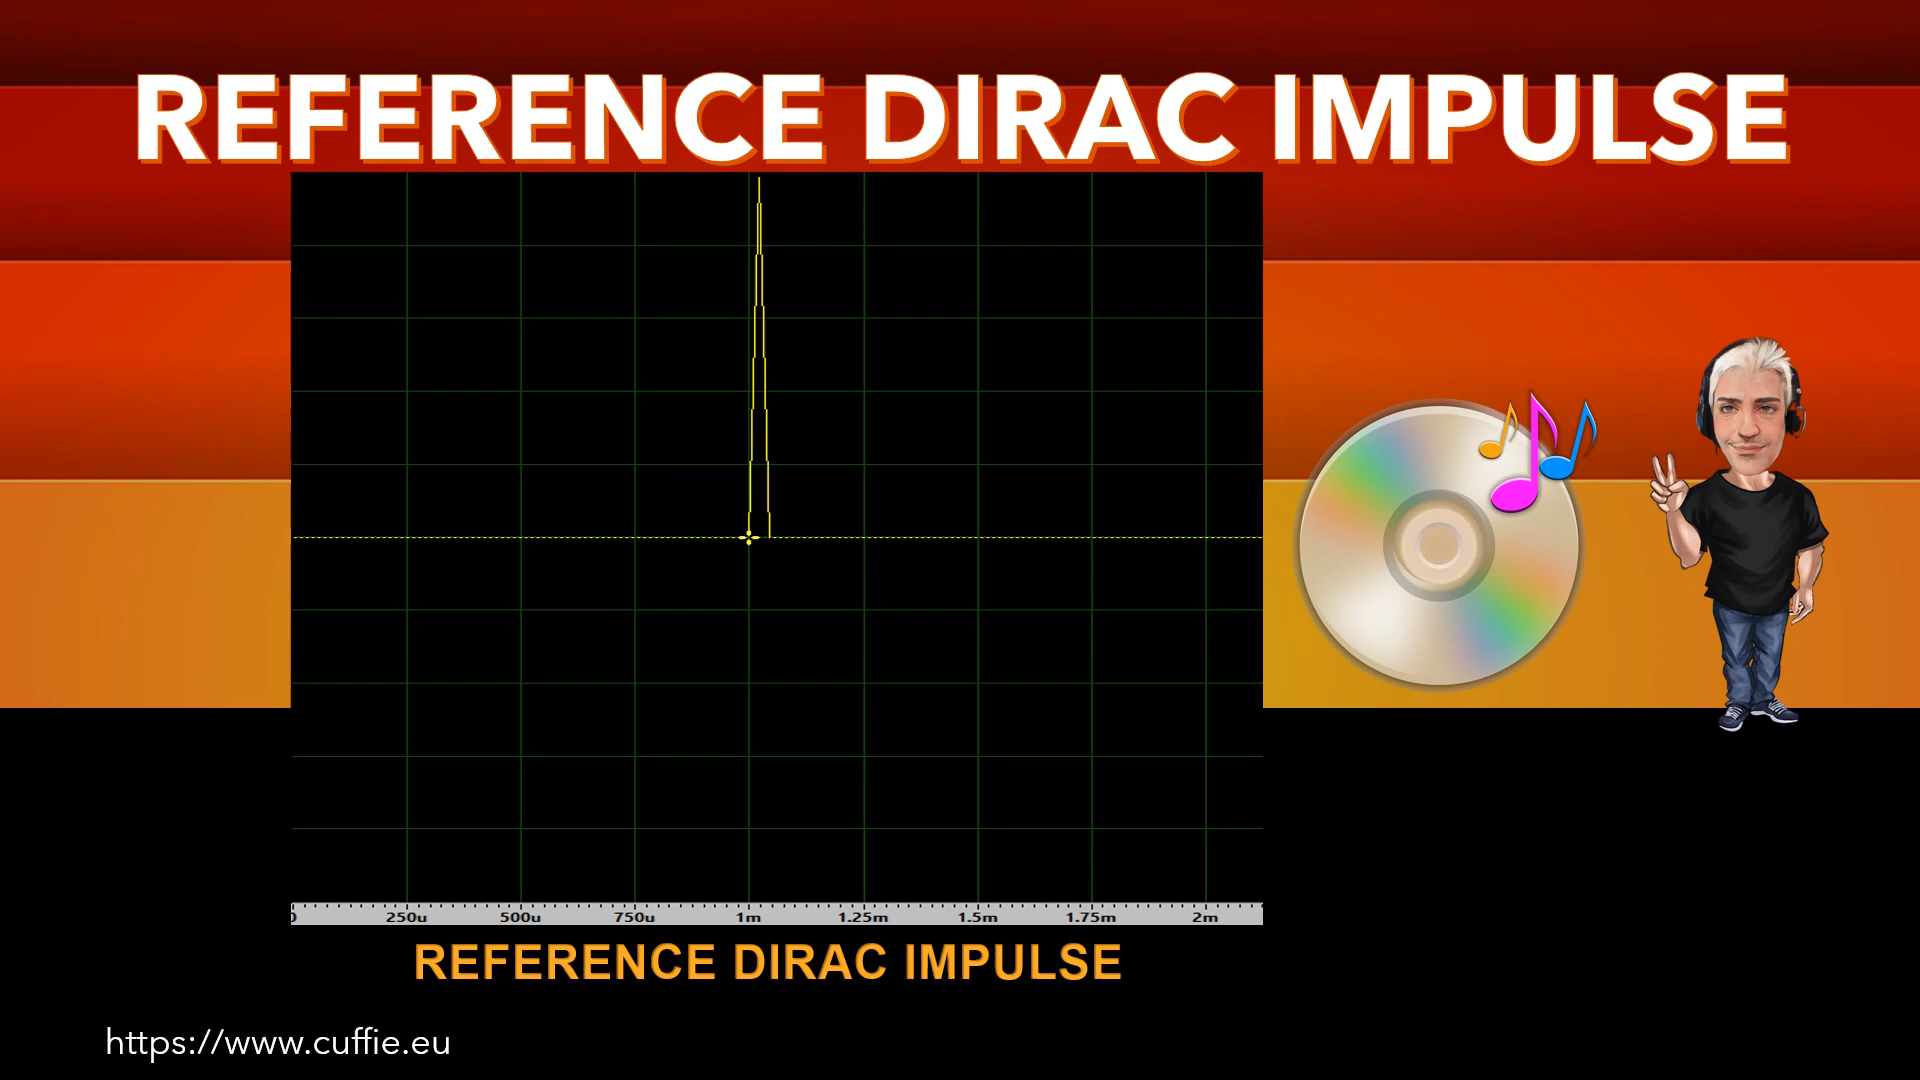 REFERENCE DIRAC IMPULSE
0 250u 500u 750u 1m 1.25m 1.5m 1.75m 2m
REFERENCE DIRAC IMPULSE
https://www.cuffie.eu